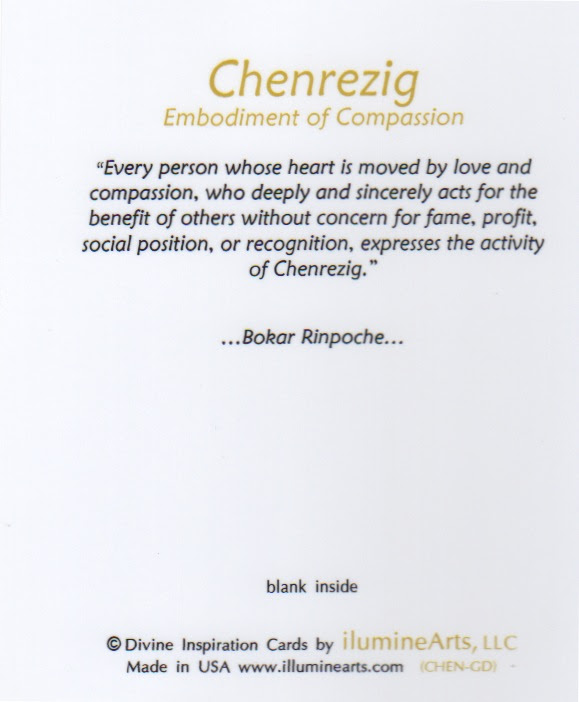 Chenrezig
Embodiment of Compassion
“Every person whose heart is moved by love and
compassion, who deeply and sincerely acts for the
benefit of others without concern for fame, profit,
social position, or recognition, expresses the activity
of Chenrezig.”
...Bokar Rinpoche...
blank inside
© Divine Inspiration Cards by ilumineArts, LLC
Made in USA www.illuminearts.com (CHEN-GD)